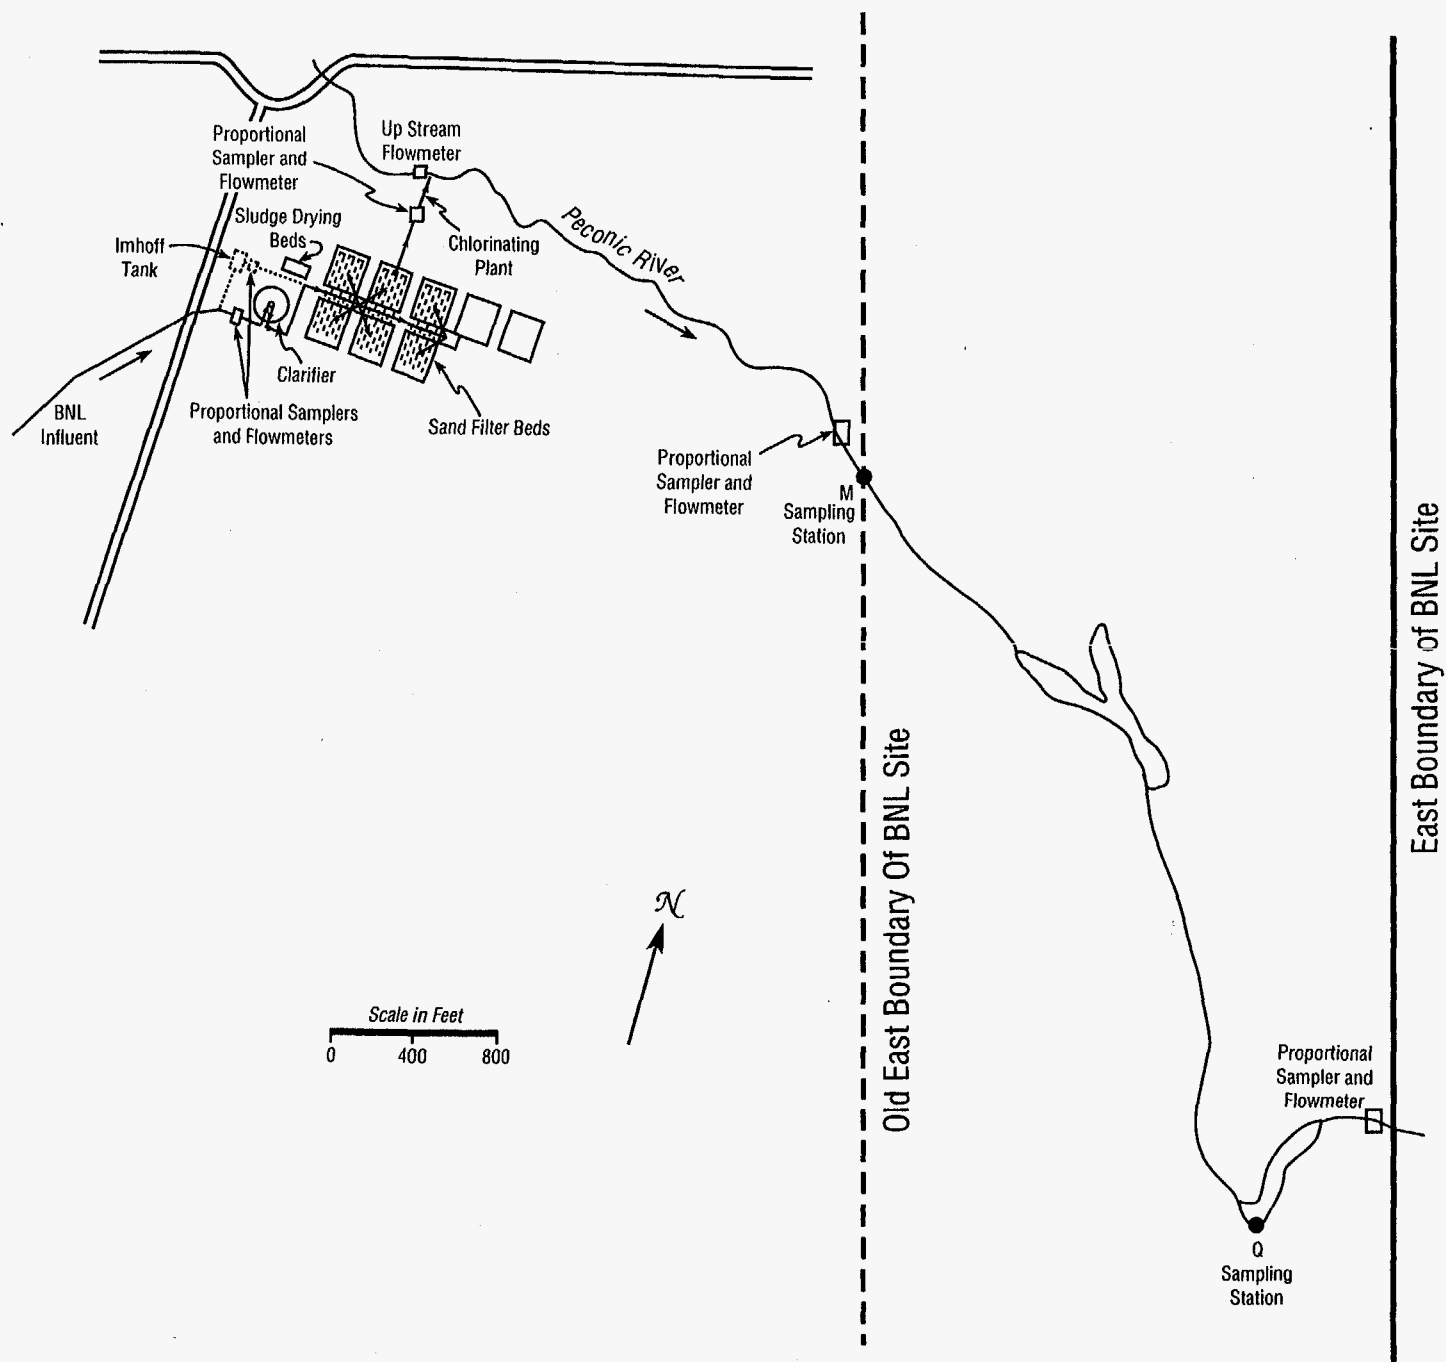 Up Stream
Flowmeter
Proportional
Sampler and
Flowmeter
Sludge Drying
Beds
Imhoff
Tank
Chlorinating
Plant
Peconic River
Clarifier
BNL
Influent
Proportional Samplers
and Flowmeters
Sand Filter Beds
Proportional
Sampler and
Flowmeter
M
Sampling
Station
East Boundary of BNL Site
Old East Boundary Of BNL Site
N
Scale in Feet
0 400 800
Proportional
Sampler and
Flowmeter
Q
Sampling
Station